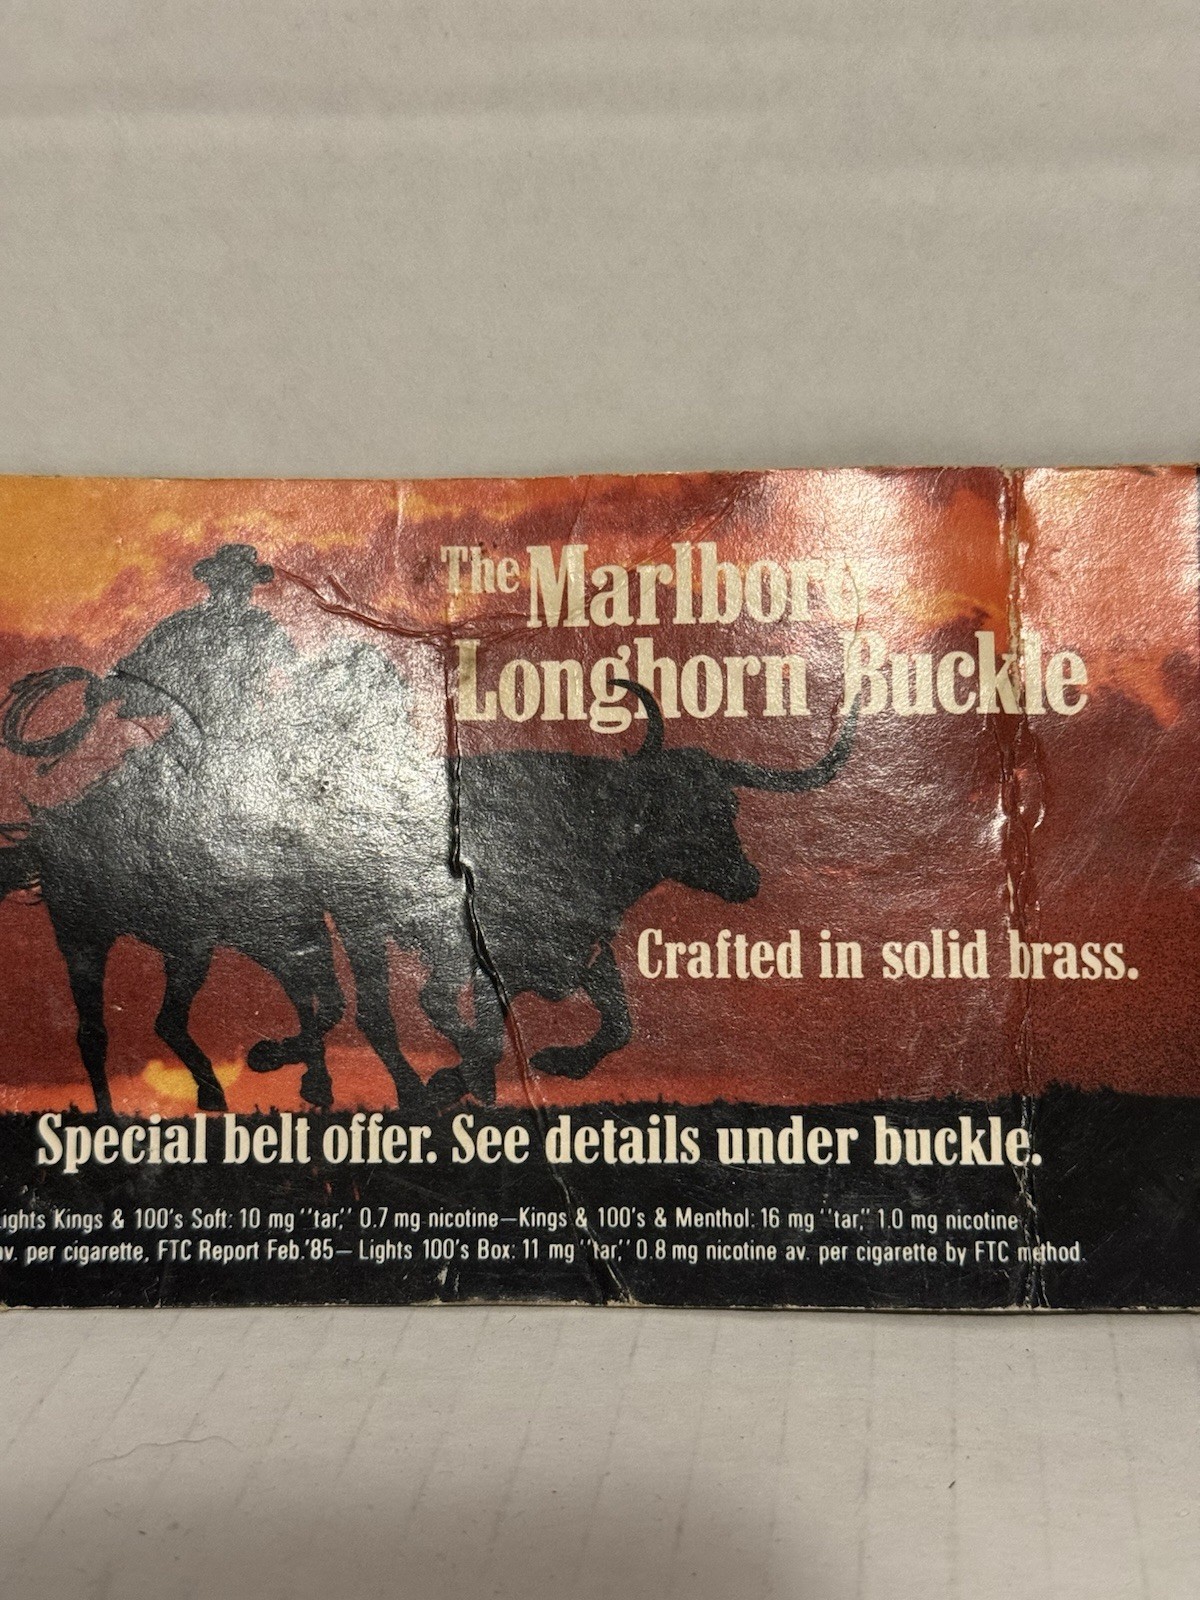 The Marlboro
Longhorn Buckle
Crafted in solid brass.
Special belt offer. See details under buckle.
Kings & 100's Soft: 10 mg "tar," 0.7 mg nicotine—Kings & 100's & Menthol: 16 mg "tar," 1.0 mg nicotine
av. per cigarette, FTC Report Feb.'85—Lights 100's Box: 11 mg "tar," 0.8 mg nicotine av. per cigarette by FTC method.